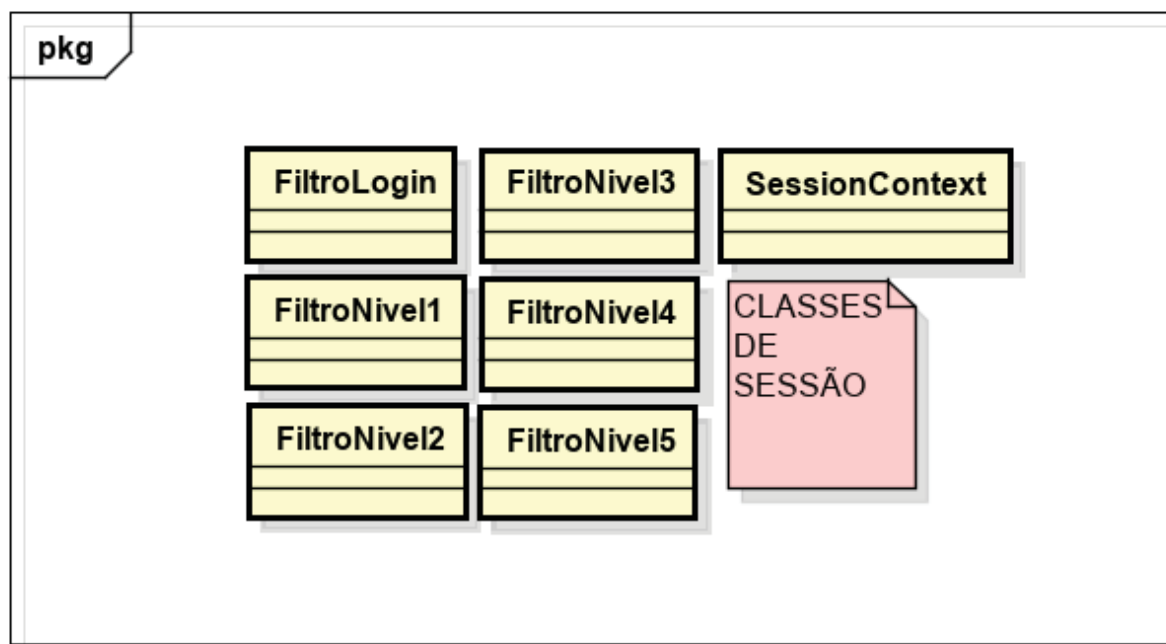 pkg
FiltroLogin
FiltroNivel3
SessionContext
FiltroNivel1
FiltroNivel4
CLASSES
DE
SESSÃO
FiltroNivel2
FiltroNivel5